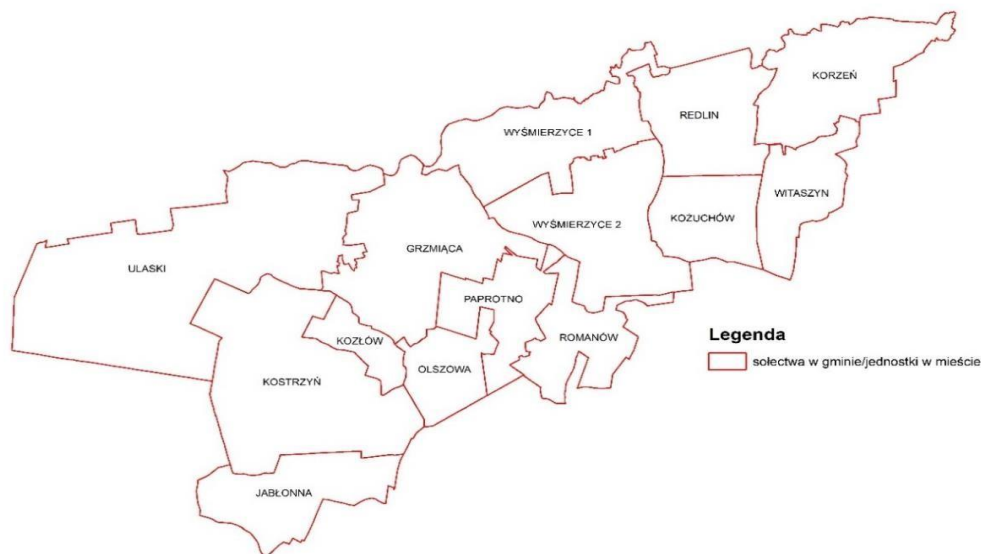 KORZEŃ
REDLIN
WYŚMIERZYCE 1
WITASZYN
KOŻUCHÓW
WYŚMIERZYCE 2
GRZMIĄCA
ULASKI
PAPROTNO
ROMANÓW
KOZŁÓW
OLSZOWA
KOSTRZYŃ
JABŁONNA
Legenda
sołectwa w gminie/jednostki w mieście